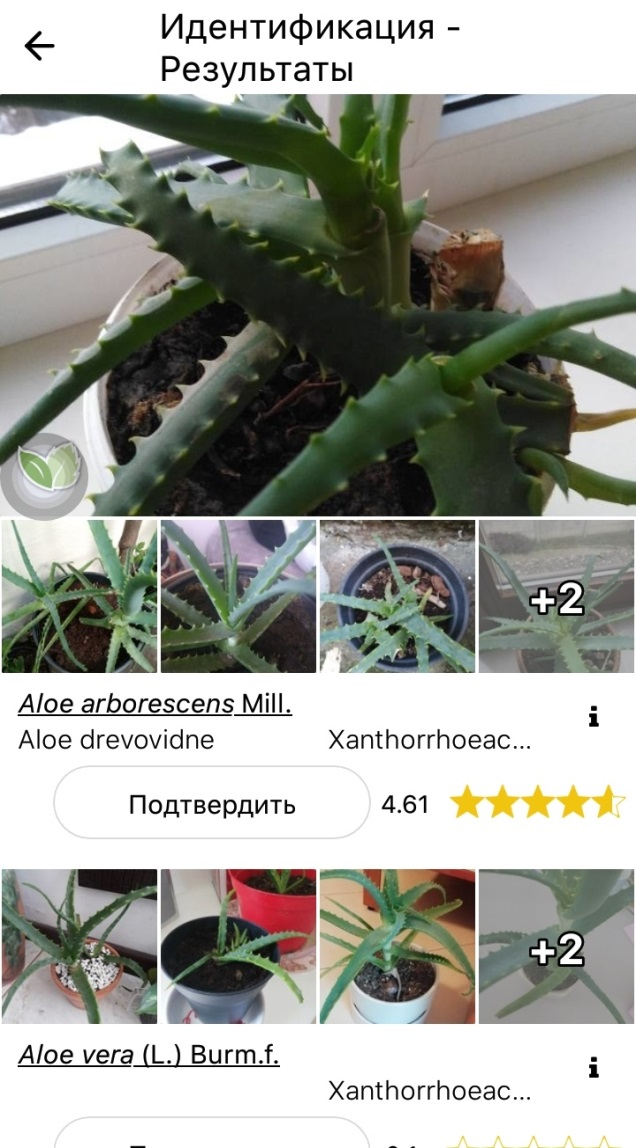 Идентификация -
Результаты
+2
Aloe arborescens Mill.
Aloe drevovidne
Xanthorrhoeac...
Подтвердить
4.61
+2
Aloe vera (L.) Burm.f.
Xanthorrhoeac...